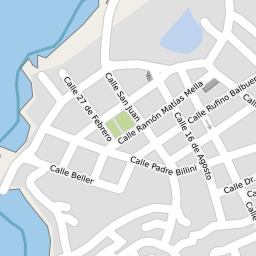 Calle 27 de Febrero
Calle San Juan
Calle Ramón Matías Mella
Calle Rufino Balbuer
Calle 16 de Agosto
Calle Padre Billini
Calle Beller
Calle Dr.